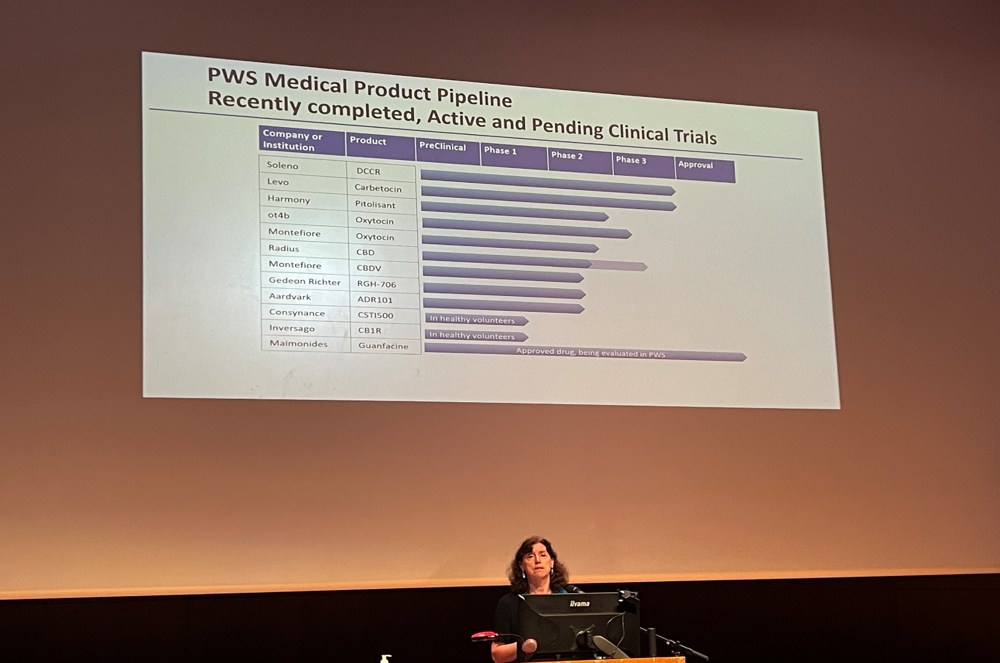 PWS Medical Product Pipeline
Recently completed, Active and Pending Clinical Trials
Company or Institution Product PreClinical Phase 1 Phase 2 Phase 3 Approval
Soleno DCCR
Levo Carbetocin
Harmony Pitolisant
ot4b Oxytocin
Montefiore Oxytocin
Radius CBD
Montefiore CBDV
Gedeon Richter RGH-706
Aardvark ADR101
Consynance CSTI500 In healthy volunteers
Inversago CB1R In healthy volunteers
Maimonides Guanfacine Approved drug, being evaluated in PWS
iiyama